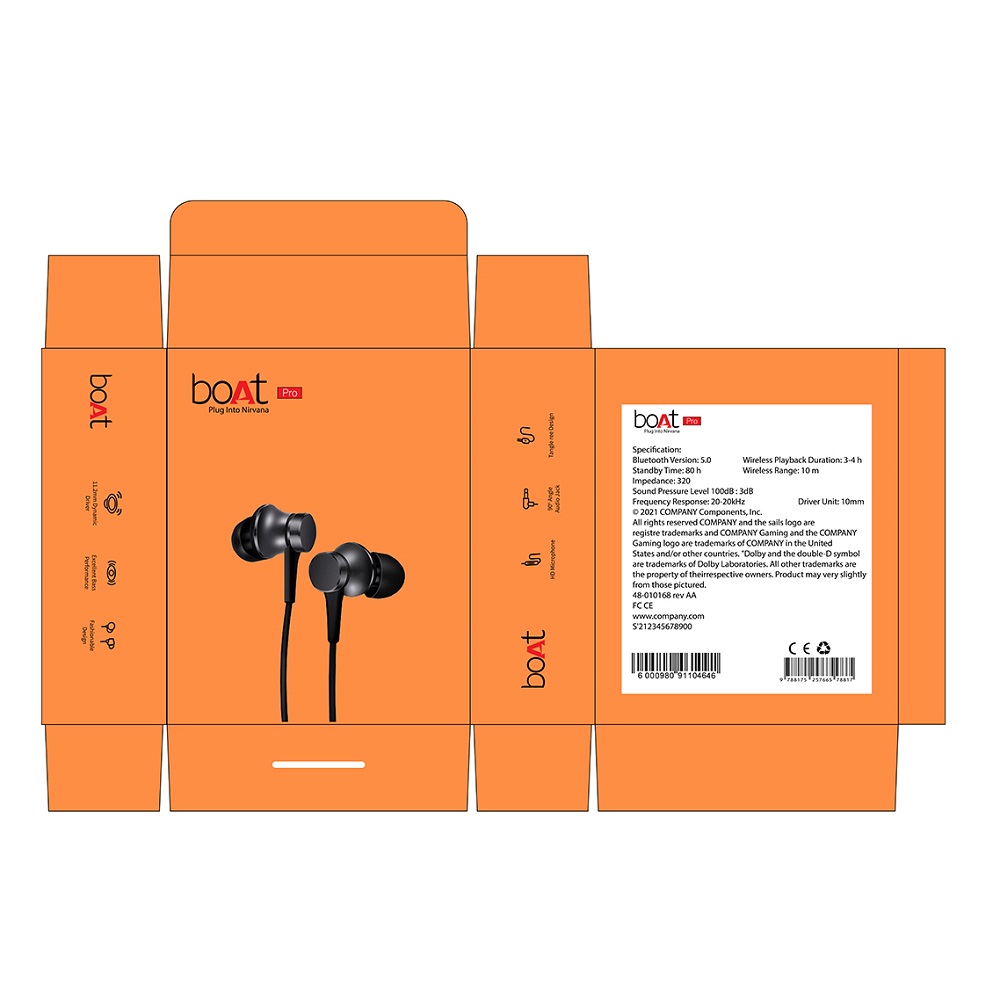 boAt
11.2mm Dynamic
Driver
Excellent Bass
Performance
Fashionable
Design
boAt Pro
Plug Into Nirvana
Tangle ree Design
90° Angle
Audio Jack
HD Microphone
boAt
boAt Pro
Plug Into Nirvana
Specification:
Bluetooth Version: 5.0 Wireless Playback Duration: 3-4 h
Standby Time: 80 h Wireless Range: 10 m
Impedance: 320
Sound Pressure Level 100dB : 3dB
Frequency Response: 20-20kHz Driver Unit: 10mm
© 2021 COMPANY Components, Inc.
All rights reserved COMPANY and the sails logo are
registre trademarks and COMPANY Gaming and the COMPANY
Gaming logo are trademarks of COMPANY in the United
States and/or other countries. "Dolby and the double-D symbol
are trademarks of Dolby Laboratories. All other trademarks are
the property of theirrespective owners. Product may very slightly
from those pictured.
48-010168 rev AA
FC CE
www.company.com
S'212345678900
CE
6 000980 91104646
9 788175 257665 78817